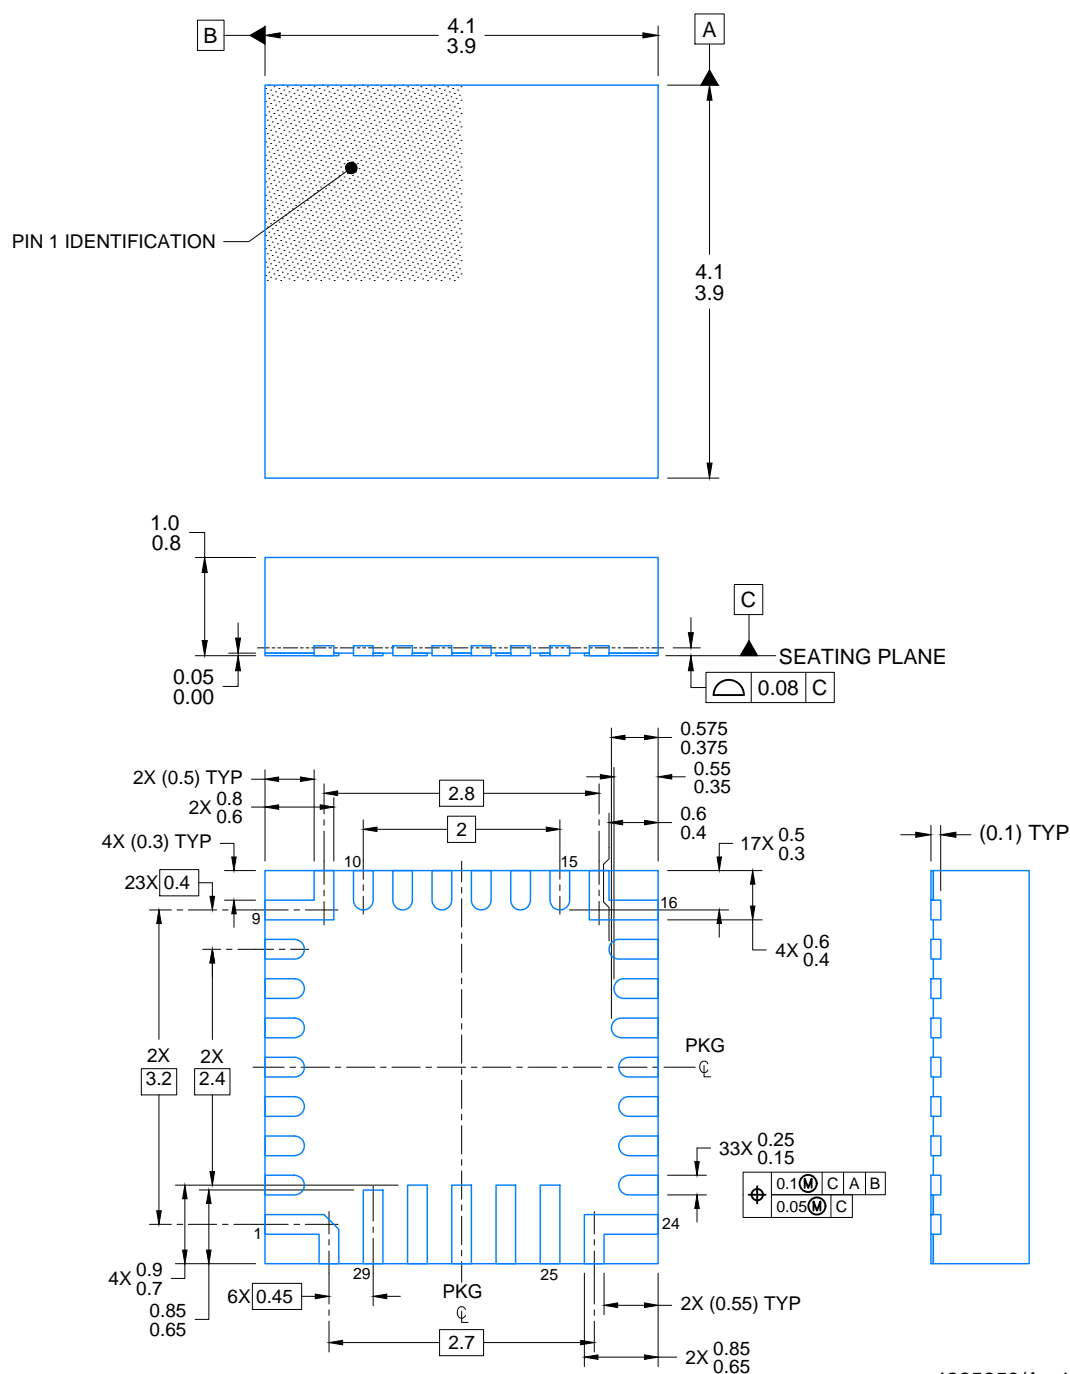 B
4.1
3.9
A
PIN 1 IDENTIFICATION
4.1
3.9
1.0
0.8
C
SEATING PLANE
0.05
0.00
0.08 C
0.575
0.375
2X (0.5) TYP
0.55
0.35
2.8
2X 0.8
0.6
0.6
0.4
2
4X (0.3) TYP
17X 0.5
0.3
(0.1) TYP
10
15
23X 0.4
16
9
4X 0.6
0.4
PKG
2X
3.2
2X
2.4
33X 0.25
0.15
0.1 M C A B
0.05 M C
1
24
29
25
4X 0.9
0.7
6X 0.45
PKG
2X (0.55) TYP
0.85
0.65
2.7
2X 0.85
0.65